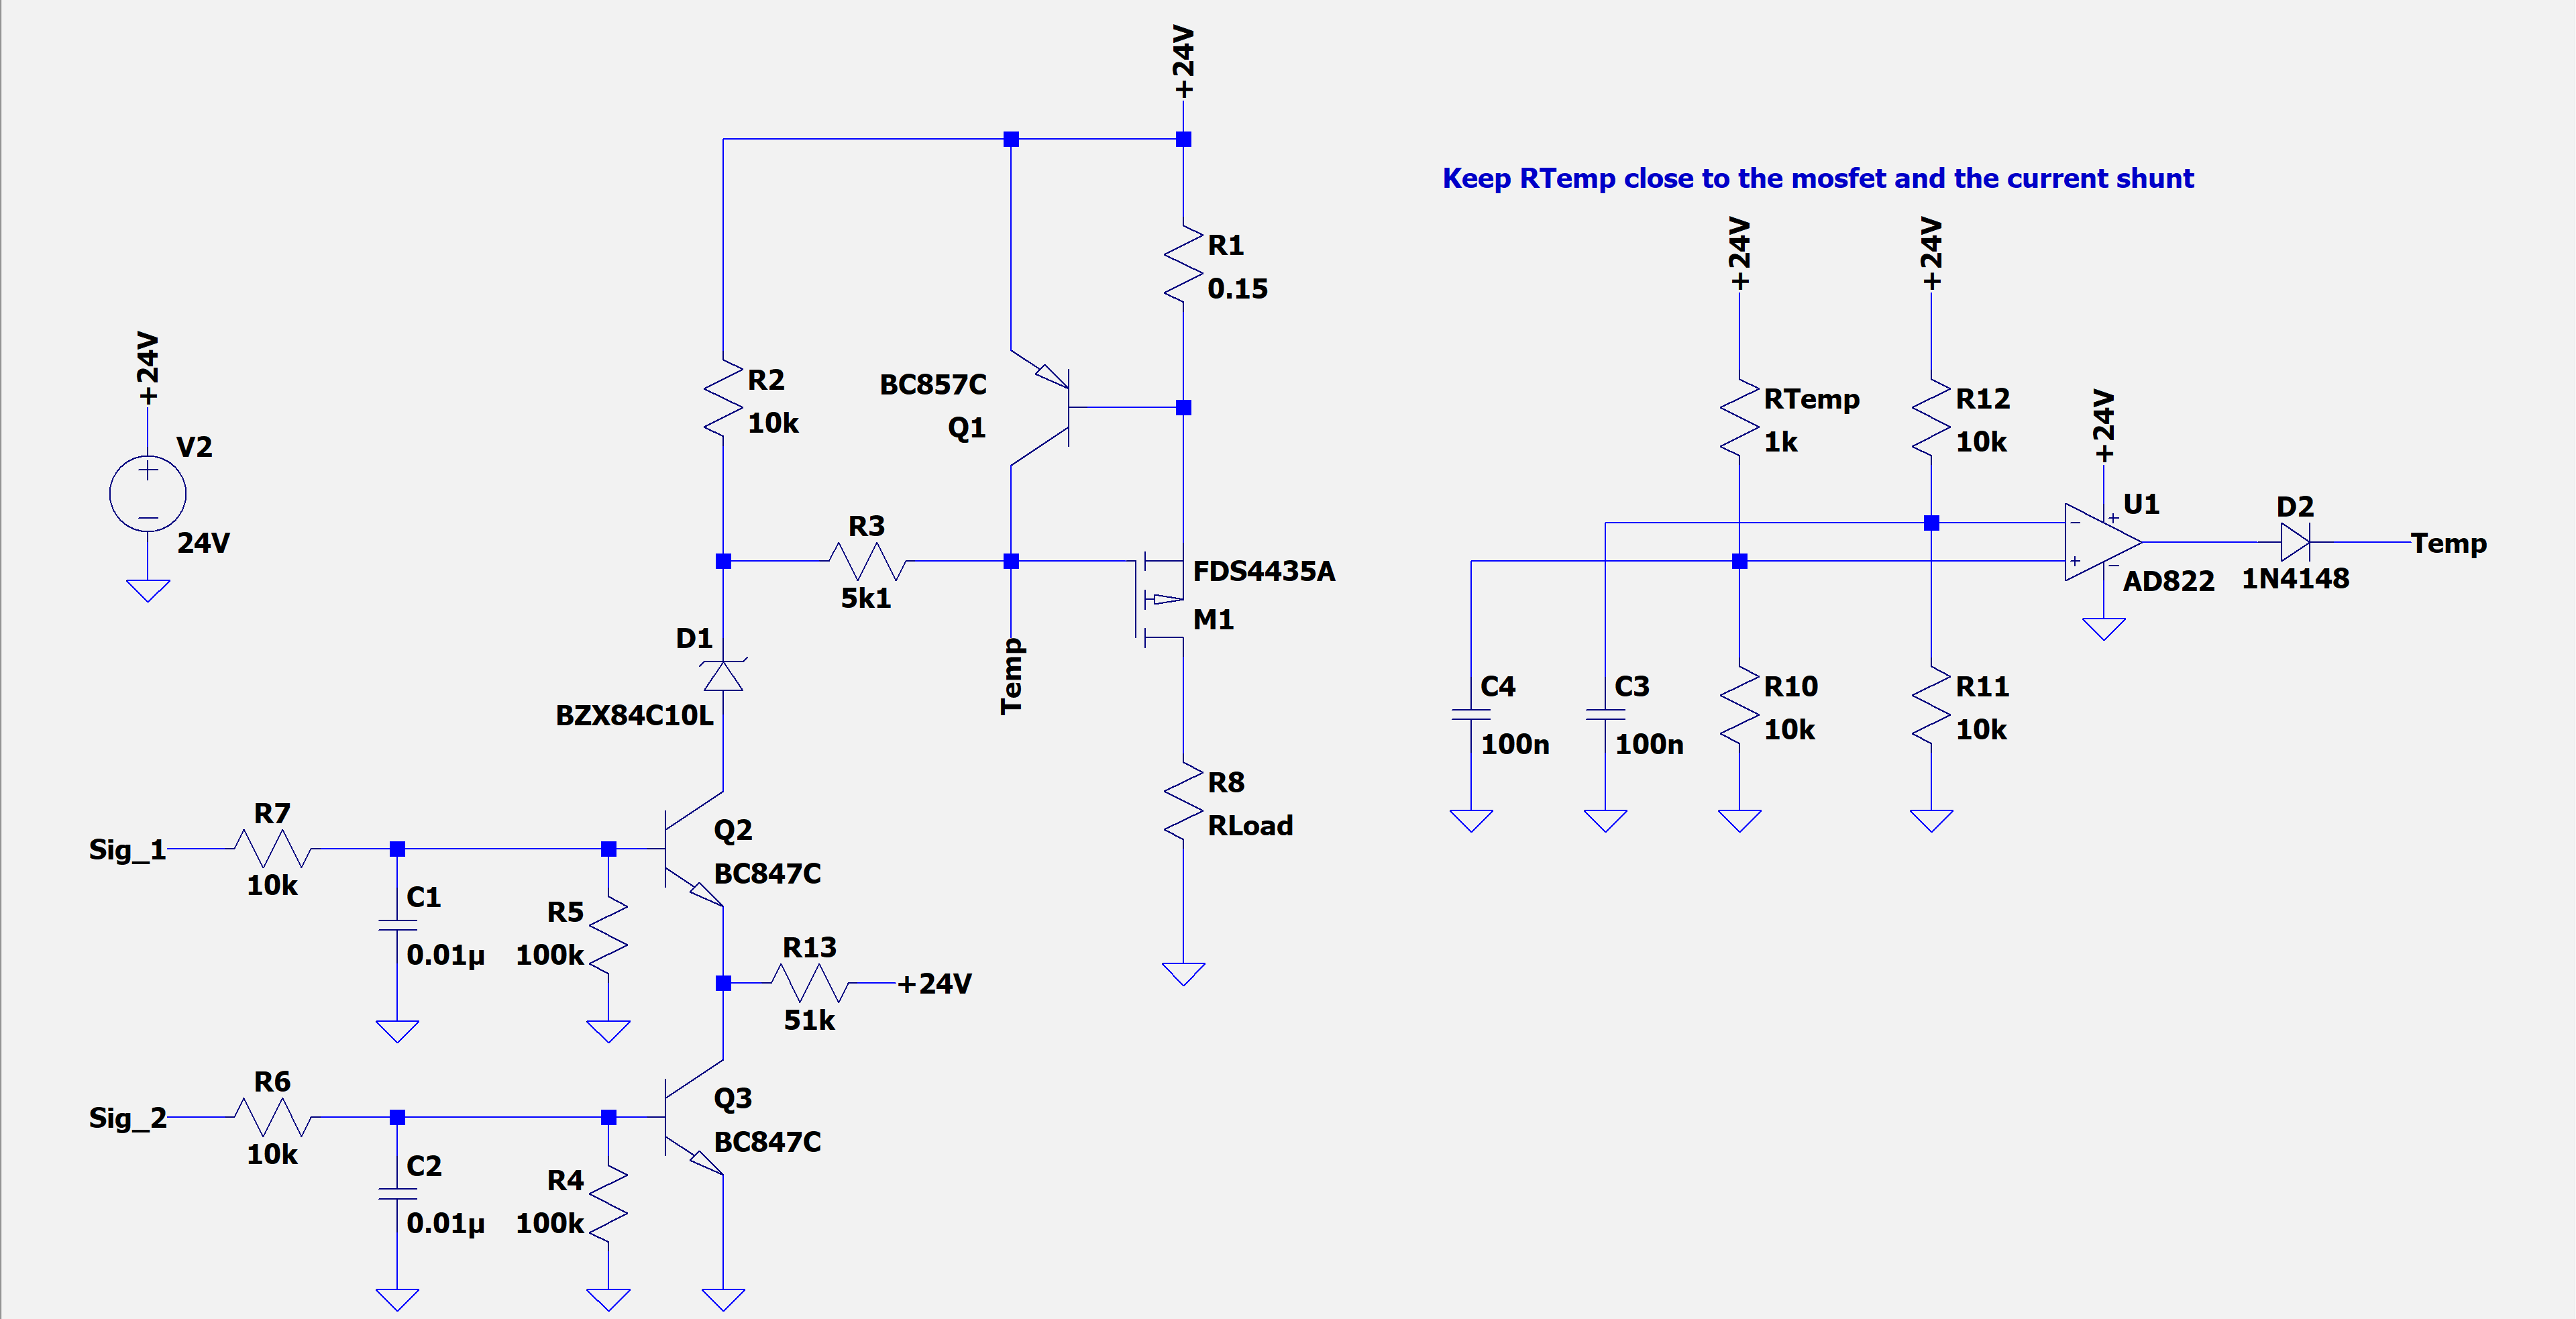 +24V
Keep RTemp close to the mosfet and the current shunt
+24V
+24V
R1
0.15
+24V
V2
24V
R2
10k
BC857C
Q1
RTemp
1k
R12
10k
+24V
U1
AD822
D2
1N4148
Temp
R3
5k1
FDS4435A
M1
Temp
D1
BZX84C10L
C4
100n
C3
100n
R10
10k
R11
10k
R8
RLoad
Sig_1
R7
10k
C1
0.01µ
R5
100k
Q2
BC847C
R13
51k
+24V
Sig_2
R6
10k
C2
0.01µ
R4
100k
Q3
BC847C